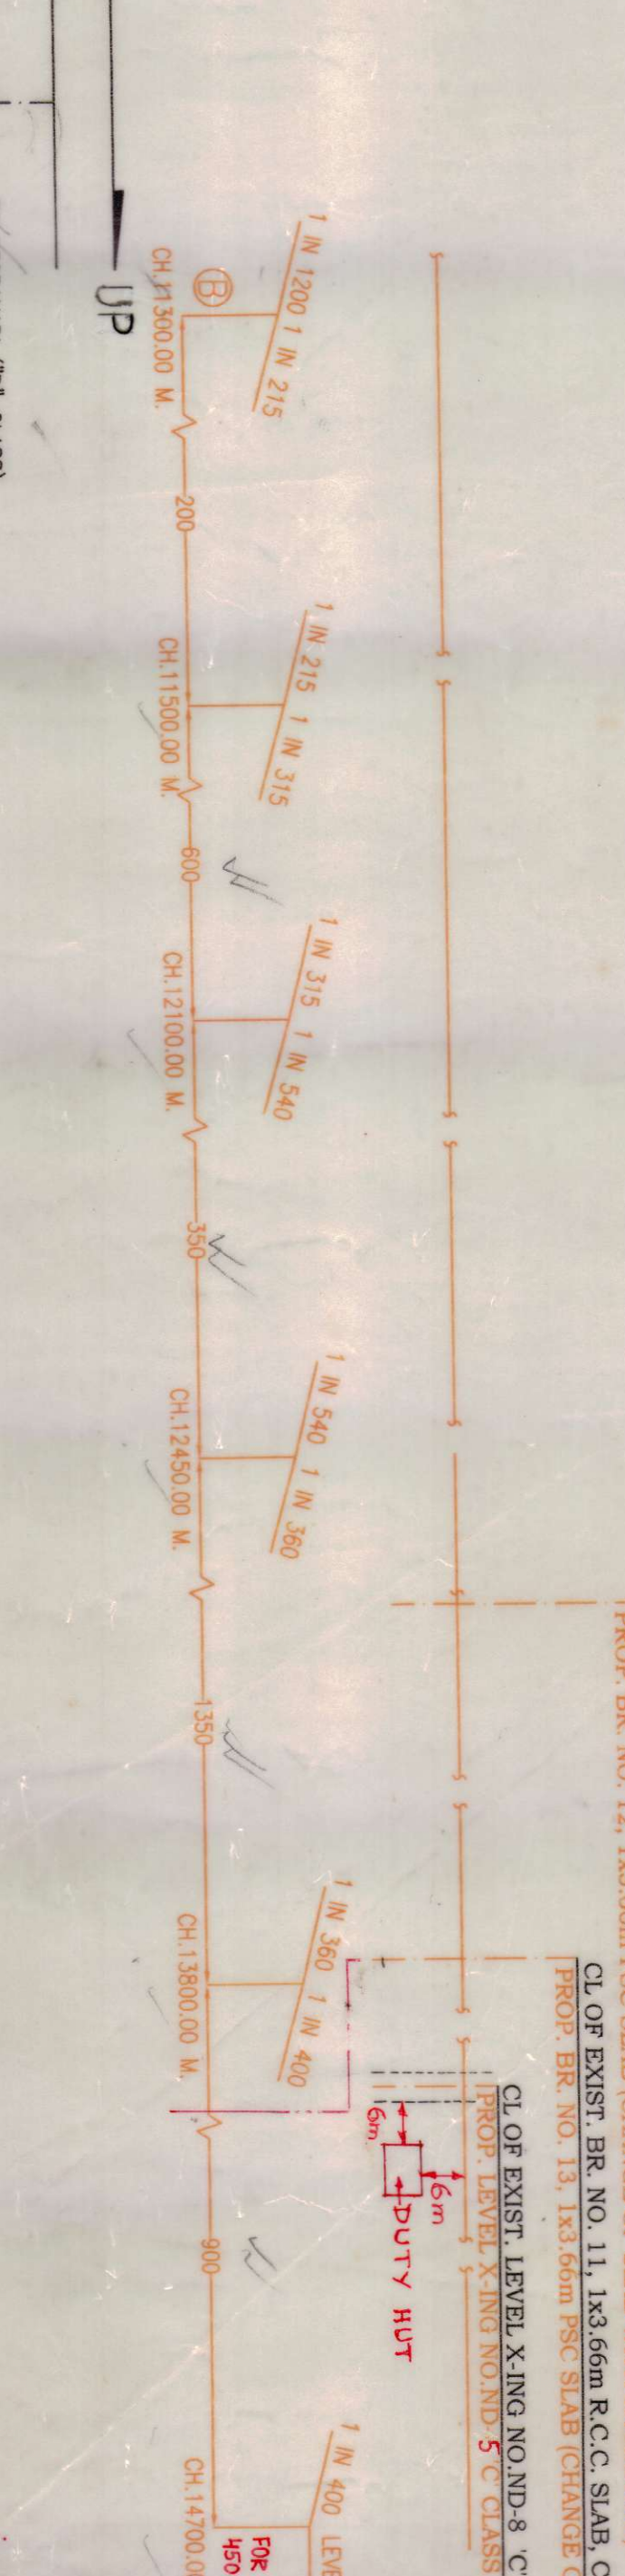 UP
B
CH.11300.00 M.
1 IN 1200 1 IN 215
200
CH.11500.00 M.
1 IN 215 1 IN 315
600
CH.12100.00 M.
1 IN 315 1 IN 540
350
CH.12450.00 M.
1 IN 540 1 IN 360
1350
CH.13800.00 M.
1 IN 360 1 IN 400
900
CH.14700.0
1 IN 400 LEVE
FOR
450
6m
6m
DUTY HUT
PROP. BR. NO. 12,
CL OF EXIST. BR. NO. 11, 1x3.66m R.C.C. SLAB, C
PROP. BR. NO. 13, 1x3.66m PSC SLAB (CHANGE
CL OF EXIST. LEVEL X-ING NO.ND-8 'C'
PROP. LEVEL X-ING NO.ND 5 'C' CLASS